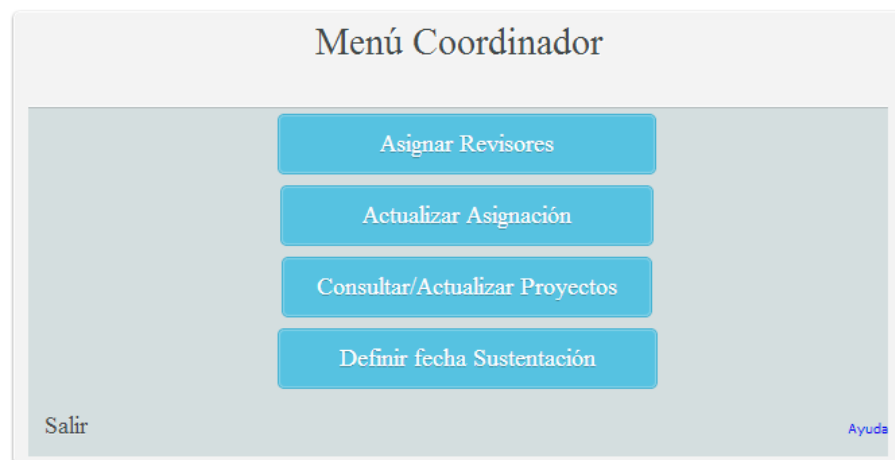 Menú Coordinador
Asignar Revisores
Actualizar Asignación
Consultar/Actualizar Proyectos
Definir fecha Sustentación
Salir
Ayuda